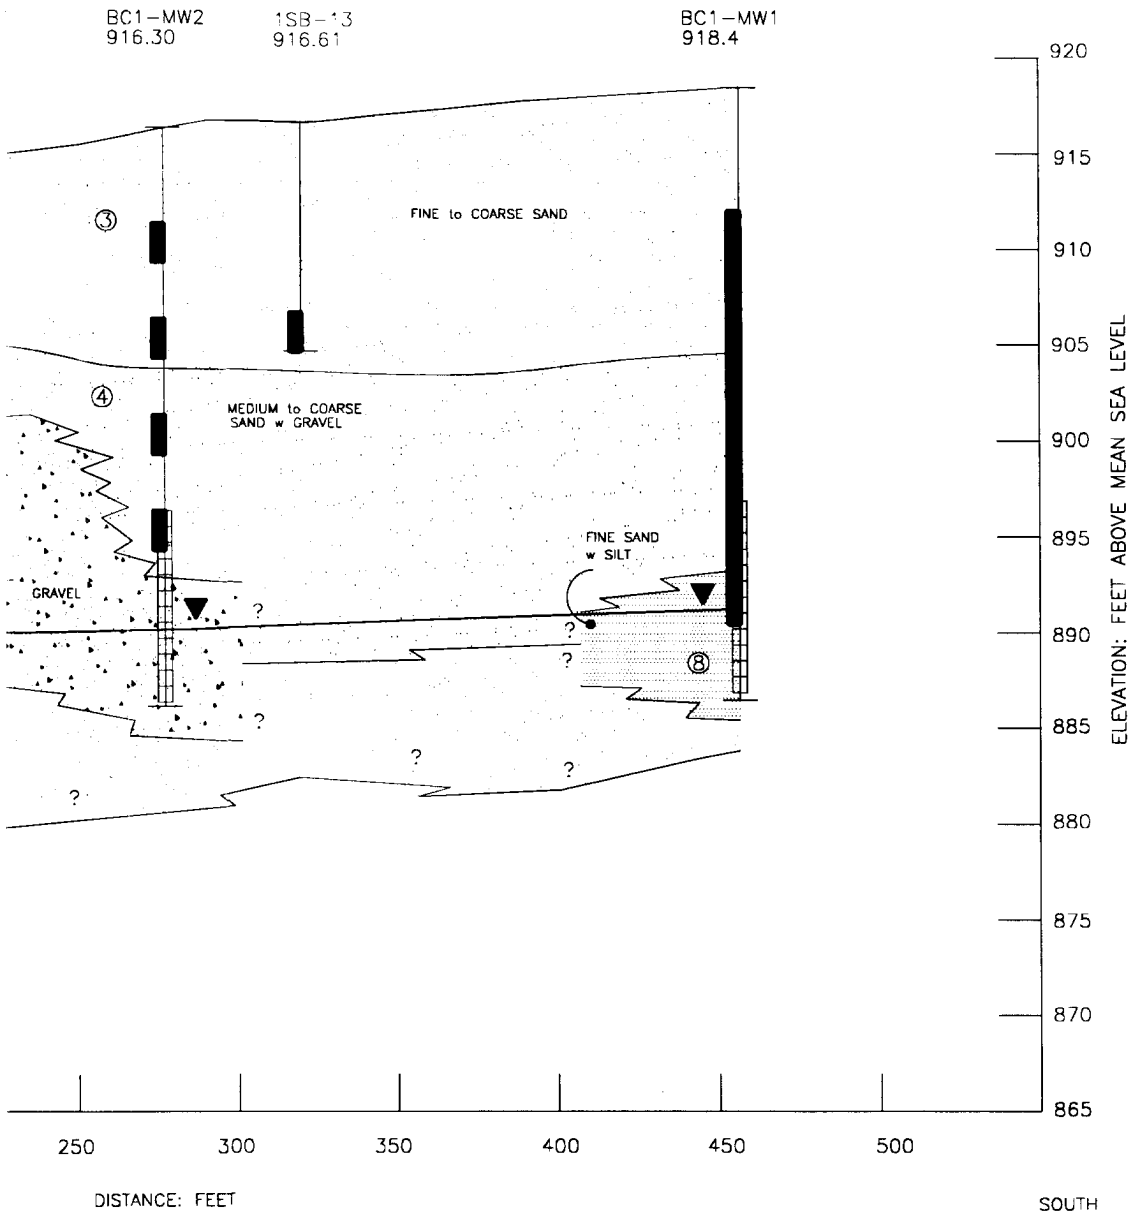 BC1-MW2
916.30
1SB-13
916.61
BC1-MW1
918.4
920
915
910
905
900
895
890
885
880
875
870
865
ELEVATION: FEET ABOVE MEAN SEA LEVEL
3
FINE to COARSE SAND
4
MEDIUM to COARSE
SAND w GRAVEL
FINE SAND
w SILT
GRAVEL
?
?
?
8
?
?
?
?
250
300
350
400
450
500
DISTANCE: FEET
SOUTH